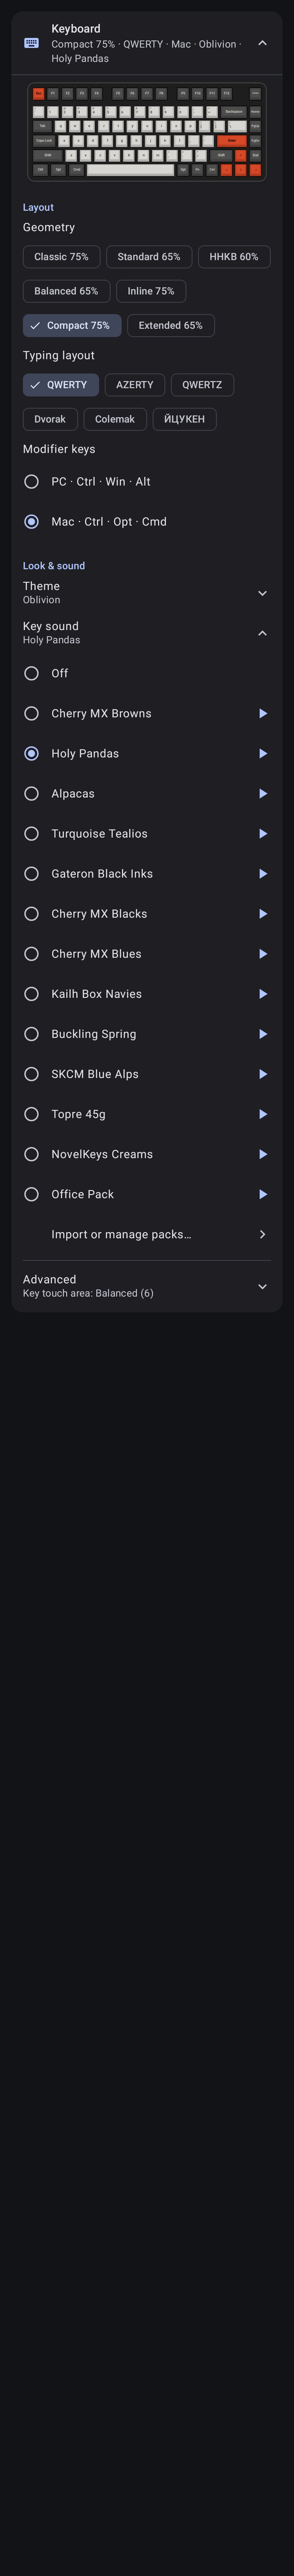 Keyboard
Compact 75% · QWERTY · Mac · Oblivion ·
Holy Pandas
Layout
Geometry
Classic 75%
Standard 65%
HHKB 60%
Balanced 65%
Inline 75%
Compact 75%
Extended 65%
Typing layout
QWERTY
AZERTY
QWERTZ
Dvorak
Colemak
ЙЦУКЕН
Modifier keys
PC · Ctrl · Win · Alt
Mac · Ctrl · Opt · Cmd
Look & sound
Theme
Oblivion
Key sound
Holy Pandas
Off
Cherry MX Browns
Holy Pandas
Alpacas
Turquoise Tealios
Gateron Black Inks
Cherry MX Blacks
Cherry MX Blues
Kailh Box Navies
Buckling Spring
SKCM Blue Alps
Topre 45g
NovelKeys Creams
Office Pack
Import or manage packs…
Advanced
Key touch area: Balanced (6)